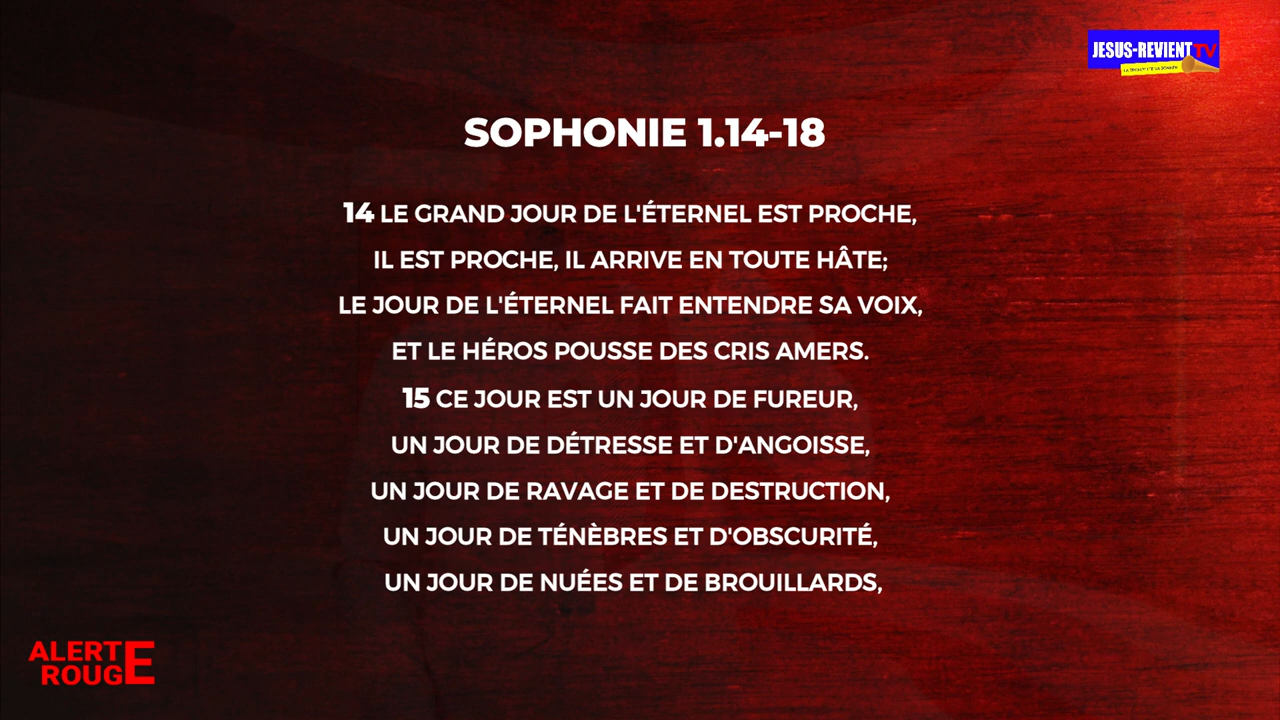 JESUS-REVIENT TV
SOPHONIE 1.14-18
14 LE GRAND JOUR DE L'ÉTERNEL EST PROCHE,
IL EST PROCHE, IL ARRIVE EN TOUTE HÂTE;
LE JOUR DE L'ÉTERNEL FAIT ENTENDRE SA VOIX,
ET LE HÉROS POUSSE DES CRIS AMERS.
15 CE JOUR EST UN JOUR DE FUREUR,
UN JOUR DE DÉTRESSE ET D'ANGOISSE,
UN JOUR DE RAVAGE ET DE DESTRUCTION,
UN JOUR DE TÉNÈBRES ET D'OBSCURITÉ,
UN JOUR DE NUÉES ET DE BROUILLARDS,
ALERTE
ROUGE